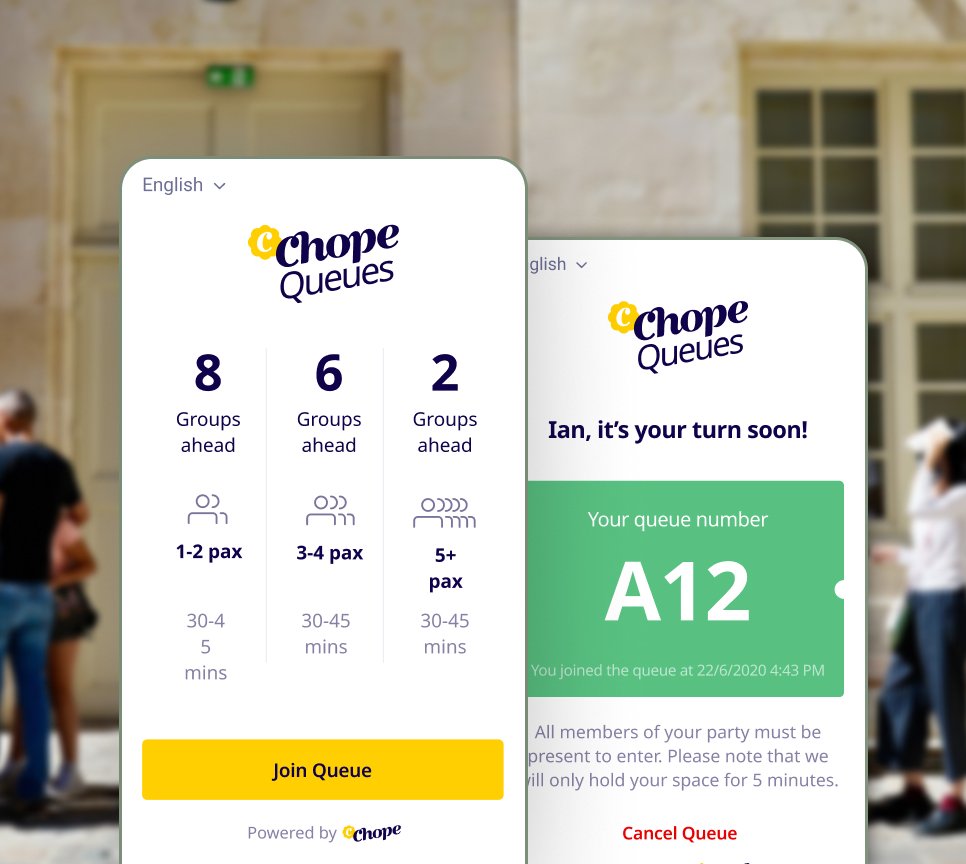 English
Chope
Queues
8
Groups
ahead
1-2 pax
30-4
5
mins
6
Groups
ahead
3-4 pax
30-45
mins
2
Groups
ahead
5+
pax
30-45
mins
Join Queue
Powered by Chope
glish
Chope
Queues
Ian, it’s your turn soon!
Your queue number
A12
You joined the queue at 22/6/2020 4:43 PM
All members of your party must be
present to enter. Please note that we
ill only hold your space for 5 minutes.
Cancel Queue